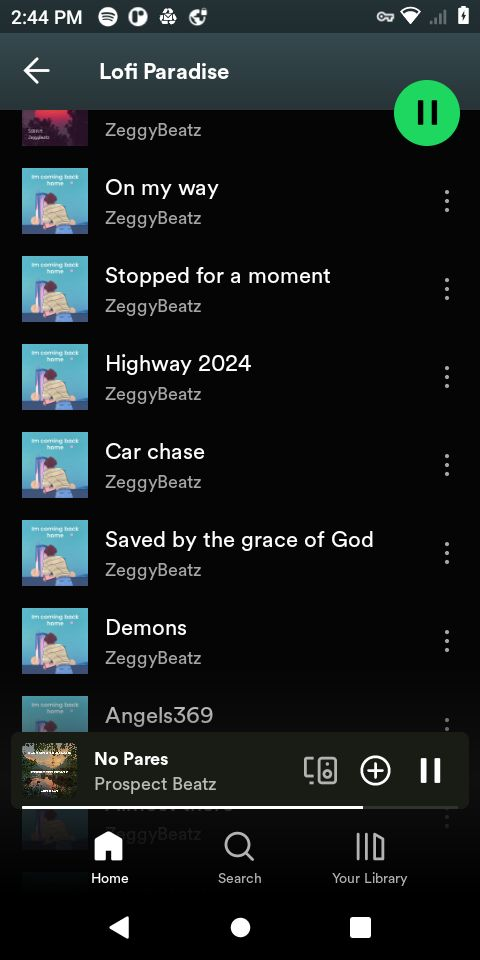 2:44 PM
Lofi Paradise
ZeggyBeatz
Im coming back
home
On my way
ZeggyBeatz
Im coming back
home
Stopped for a moment
ZeggyBeatz
Im coming back
home
Highway 2024
ZeggyBeatz
Im coming back
home
Car chase
ZeggyBeatz
Im coming back
home
Saved by the grace of God
ZeggyBeatz
Im coming back
home
Demons
ZeggyBeatz
Im coming back
home
Angels369
No Pares
Prospect Beatz
ZeggyBeatz
Home
Search
Your Library